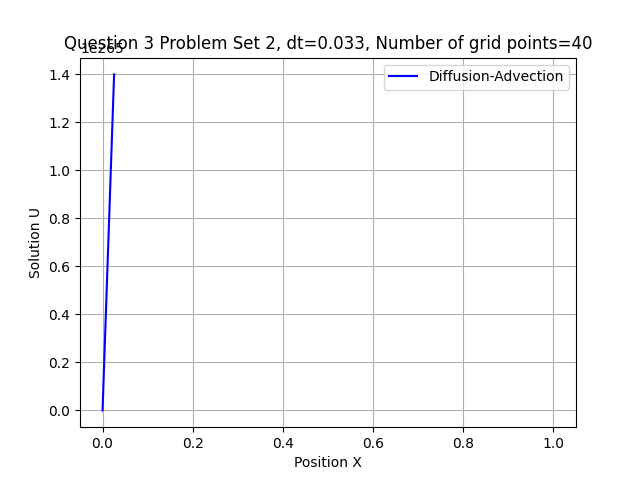 Question 3 Problem Set 2, dt=0.033, Number of grid points=40
1e265
Diffusion-Advection
1.4
1.2
1.0
0.8
0.6
0.4
0.2
0.0
Solution U
0.0 0.2 0.4 0.6 0.8 1.0
Position X